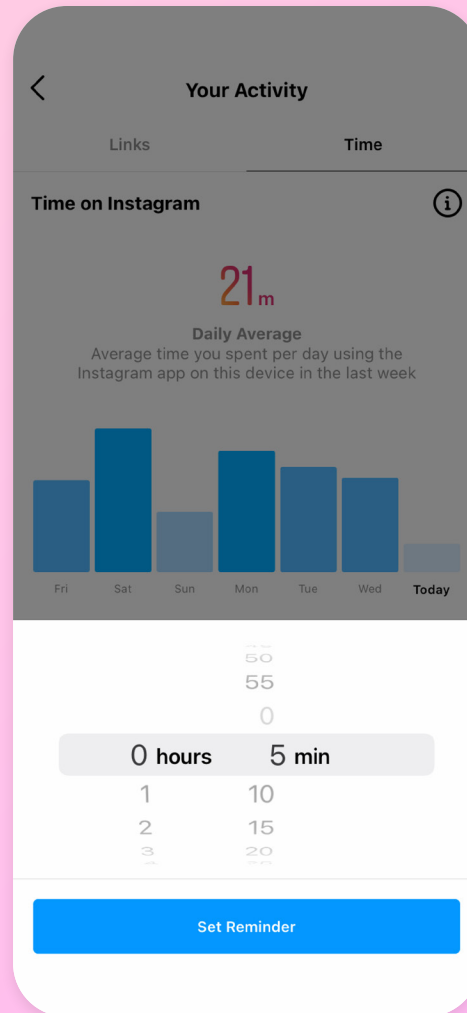 Your Activity
Links Time
Time on Instagram
21 m
Daily Average
Average time you spent per day using the
Instagram app on this device in the last week
Fri Sat Sun Mon Tue Wed Today
50
55
0
0 hours 5 min
1 10
2 15
3 20
Set Reminder